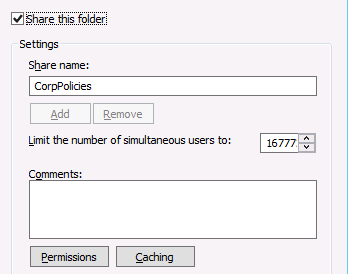 Share this folder
Settings
Share name:
CorpPolicies
Add Remove
Limit the number of simultaneous users to: 16777
Comments:
Permissions Caching